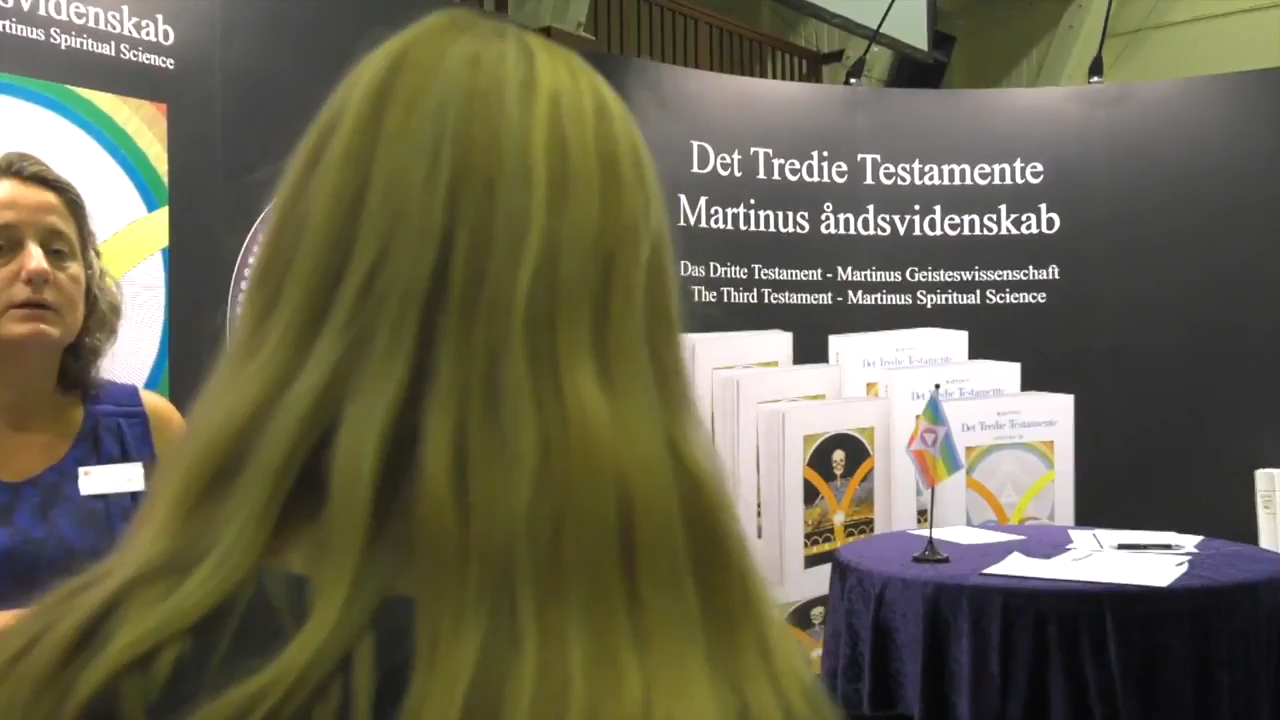 svidenskab
rtinus Spiritual Science
Det Tredie Testamente
Martinus åndsvidenskab
Das Dritte Testament - Martinus Geisteswissenschaft
The Third Testament - Martinus Spiritual Science
Det Tredie Testamente
Det Tredie Testamente
Det Tredie Testamente